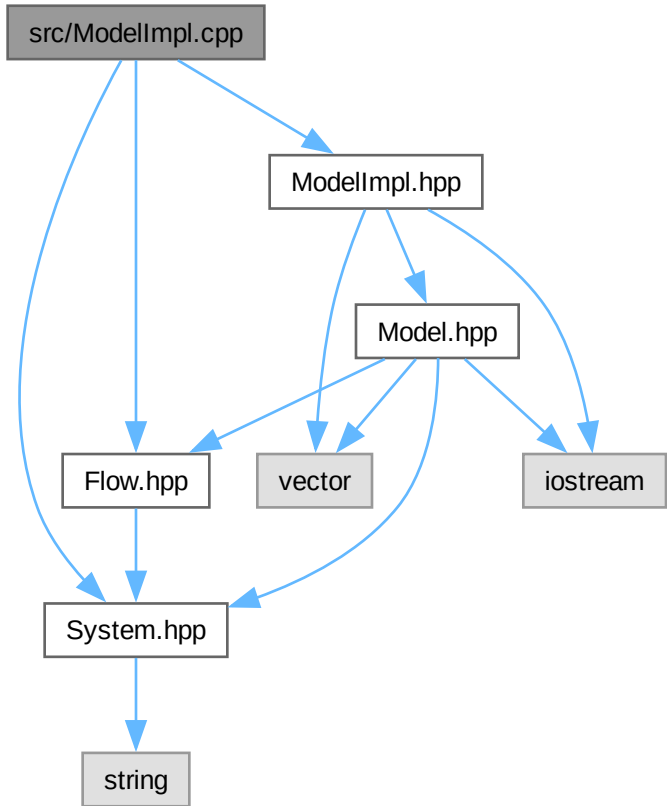 src/ModelImpl.cpp
ModelImpl.hpp
Model.hpp
Flow.hpp
vector
iostream
System.hpp
string